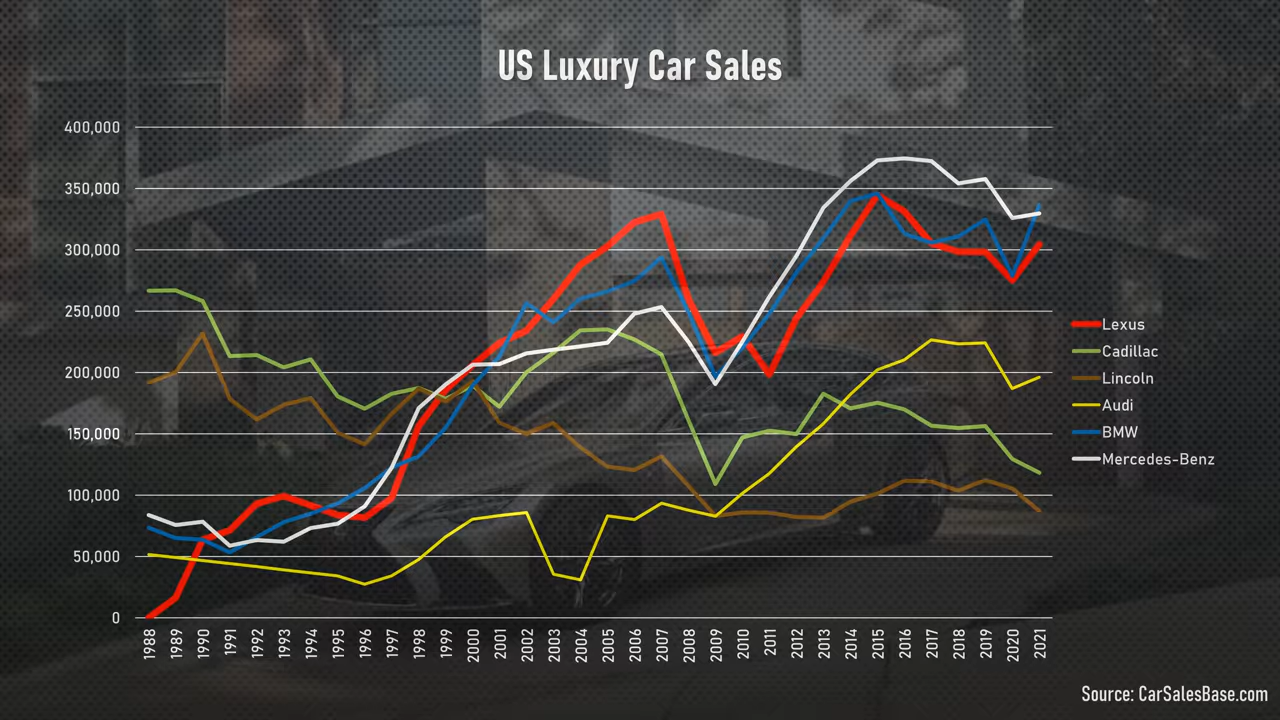 US Luxury Car Sales
400,000
350,000
300,000
250,000
200,000
150,000
100,000
50,000
0
1988 1989 1990 1991 1992 1993 1994 1995 1996 1997 1998 1999 2000 2001 2002 2003 2004 2005 2006 2007 2008 2009 2010 2011 2012 2013 2014 2015 2016 2017 2018 2019 2020 2021
Lexus
Cadillac
Lincoln
Audi
BMW
Mercedes-Benz
Source: CarSalesBase.com